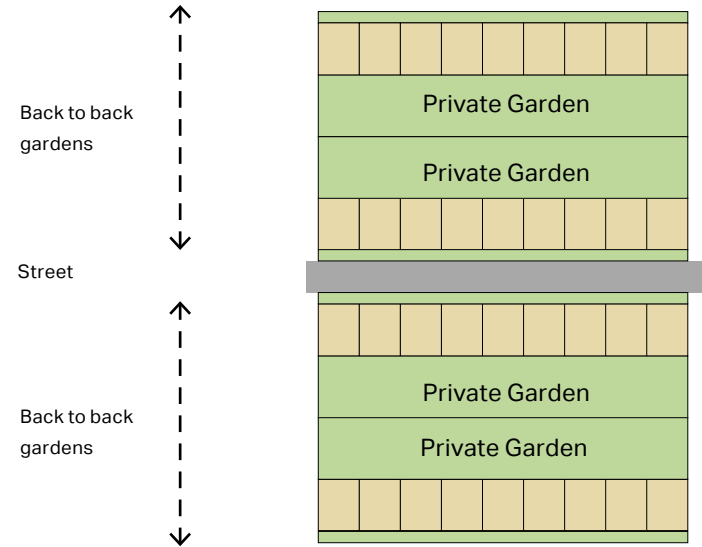 Private Garden
Back to back
gardens
Private Garden
Street
Private Garden
Back to back
gardens
Private Garden